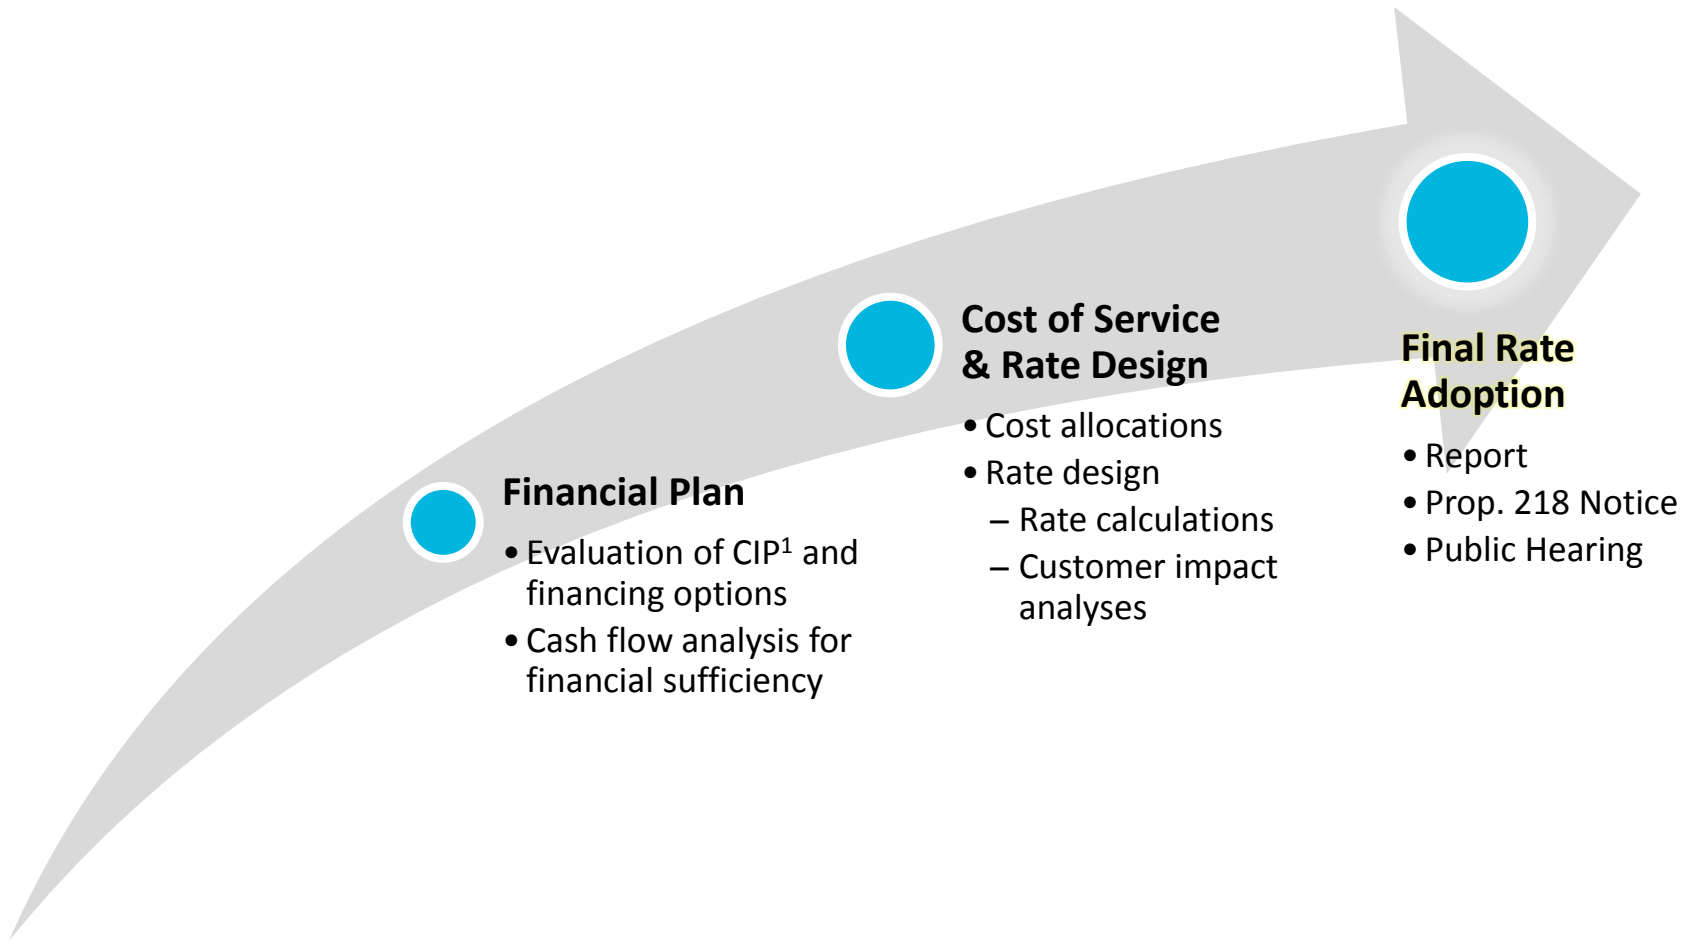 Financial Plan
• Evaluation of CIP¹ and
financing options
• Cash flow analysis for
financial sufficiency
Cost of Service
& Rate Design
• Cost allocations
• Rate design
– Rate calculations
– Customer impact
analyses
Final Rate
Adoption
• Report
• Prop. 218 Notice
• Public Hearing